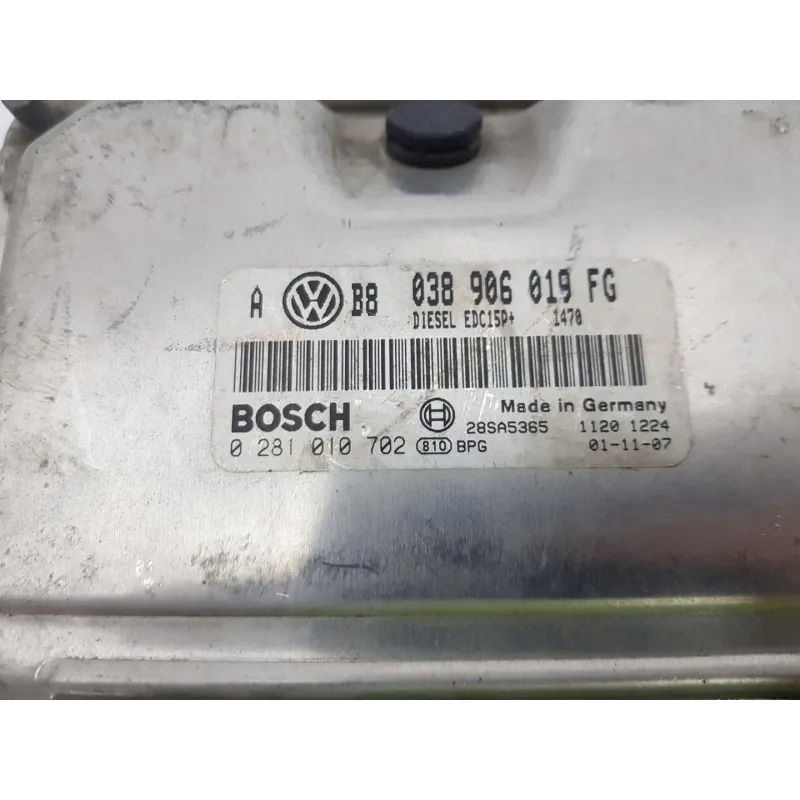 A VW B8 038 906 019 FG
DIESEL EDC15P+ 1470
BOSCH Made in Germany
28SA5365 1120 1224
0 281 010 702 810 BPG 01-11-07